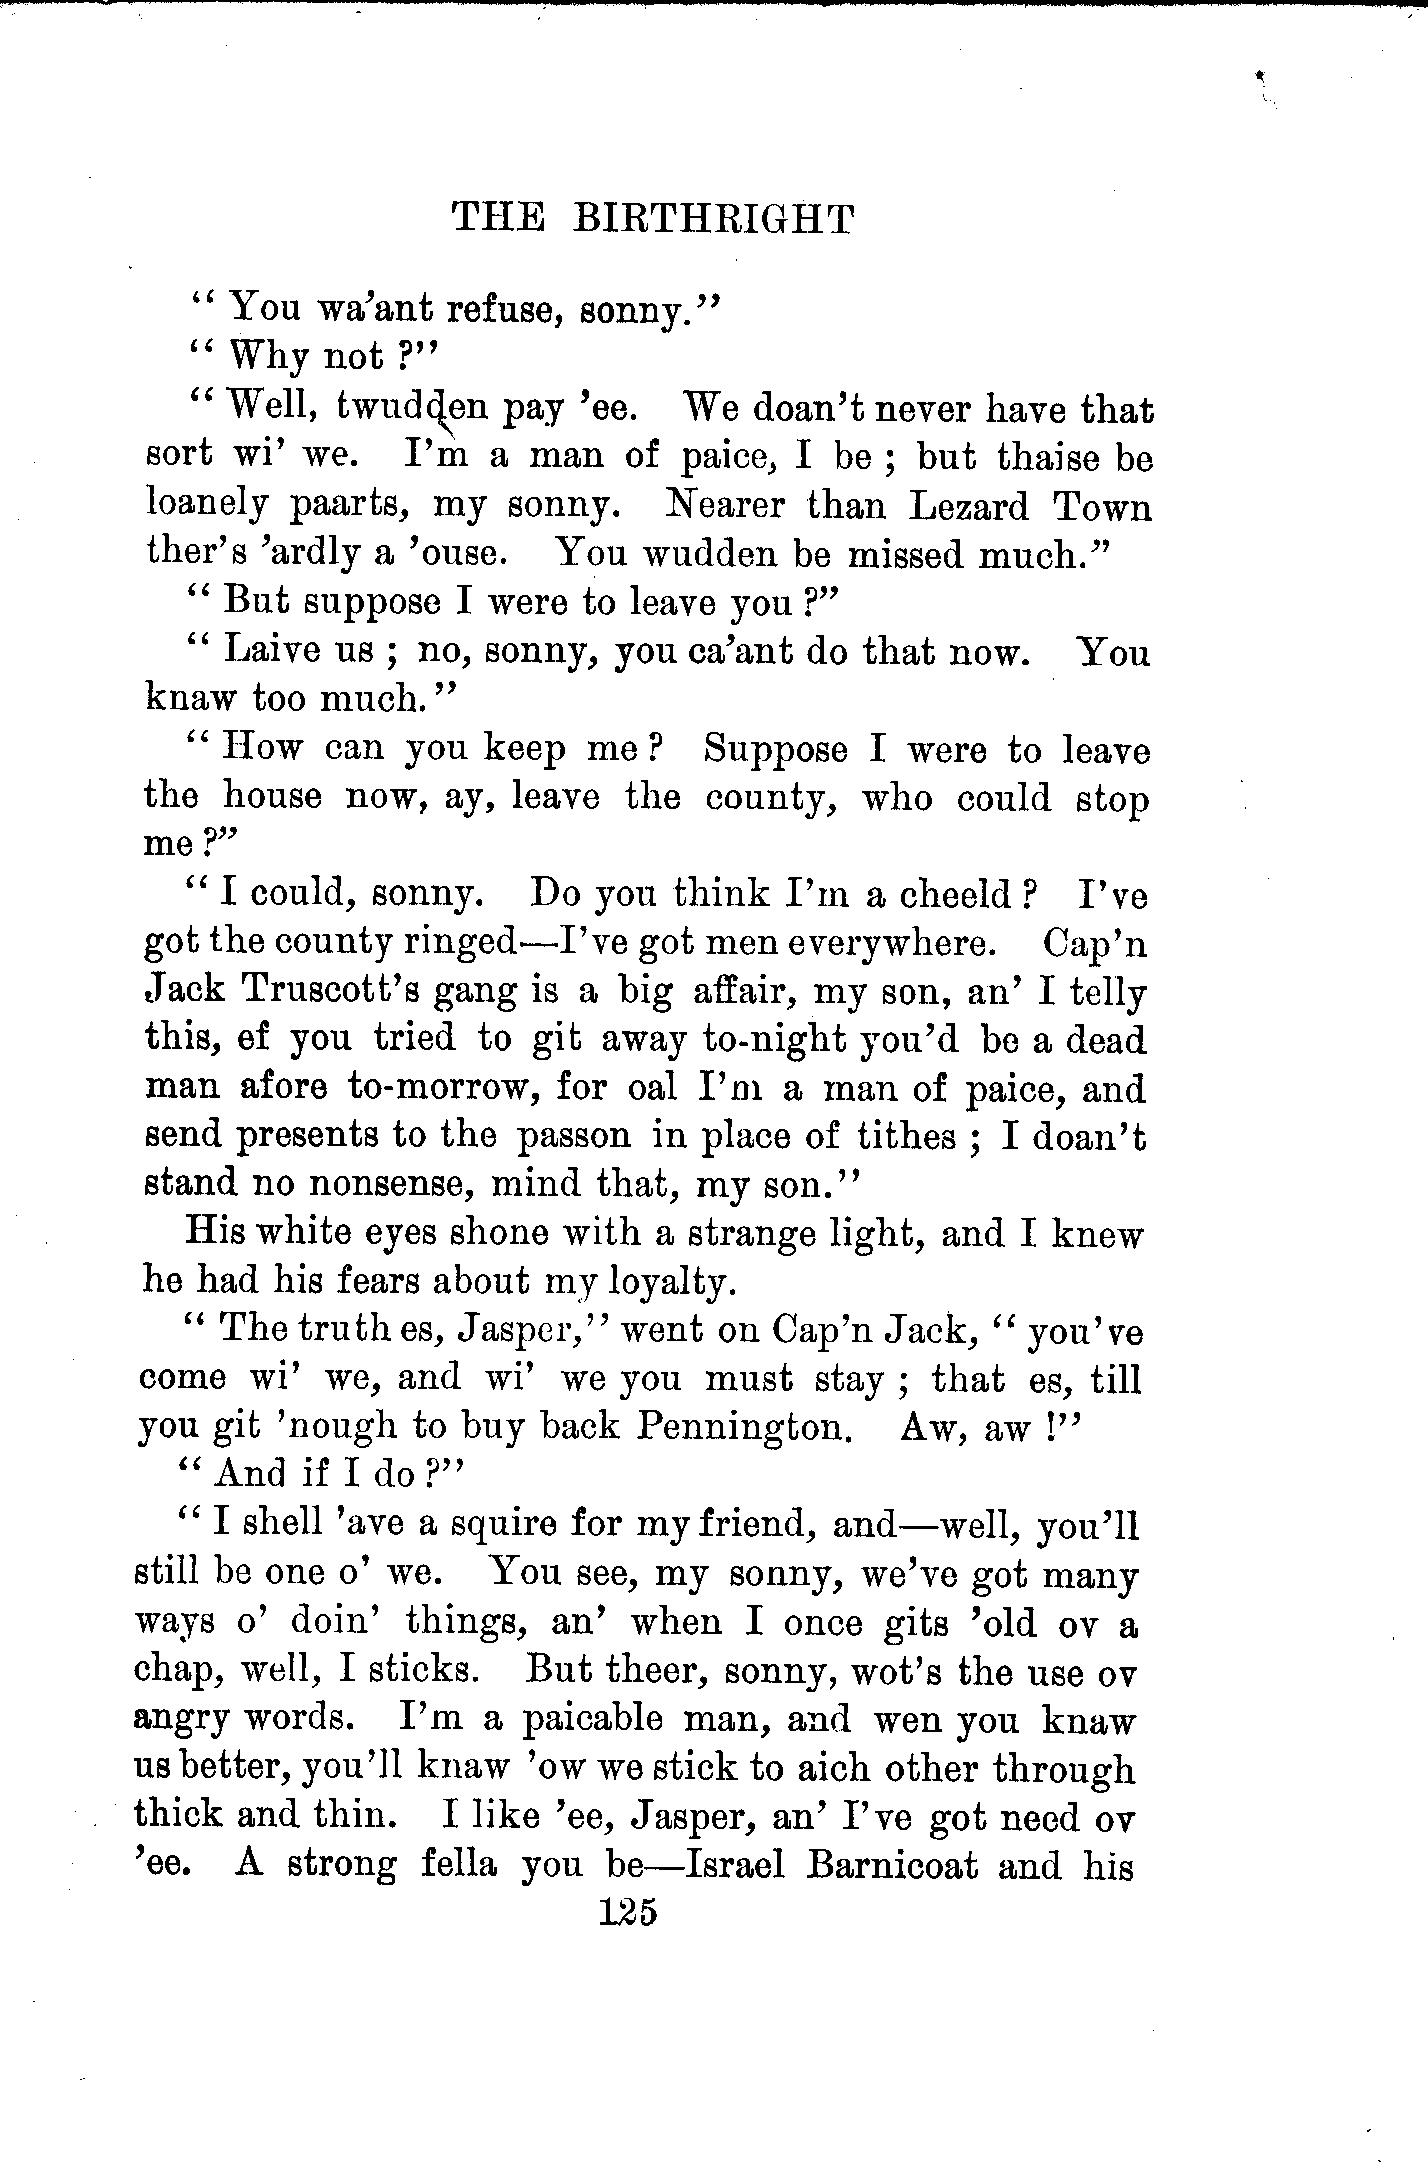 THE BIRTHRIGHT
“ You wa’ant refuse, sonny.”
“ Why not ?”
“ Well, twudden pay ’ee. We doan’t never have that
sort wi’ we. I’m a man of paice, I be ; but thaise be
loanely paarts, my sonny. Nearer than Lezard Town
ther’s ’ardly a ’ouse. You wudden be missed much.”
“ But suppose I were to leave you ?”
“ Laive us ; no, sonny, you ca’ant do that now. You
knaw too much.”
“ How can you keep me ? Suppose I were to leave
the house now, ay, leave the county, who could stop
me ?”
“ I could, sonny. Do you think I’m a cheeld ? I’ve
got the county ringed—I’ve got men everywhere. Cap’n
Jack Truscott’s gang is a big affair, my son, an’ I telly
this, ef you tried to git away to-night you’d be a dead
man afore to-morrow, for oal I’m a man of paice, and
send presents to the passon in place of tithes ; I doan’t
stand no nonsense, mind that, my son.”
His white eyes shone with a strange light, and I knew
he had his fears about my loyalty.
“ The truth es, Jasper,” went on Cap’n Jack, “ you’ve
come wi’ we, and wi’ we you must stay ; that es, till
you git ’nough to buy back Pennington. Aw, aw !”
“ And if I do ?”
“ I shell ’ave a squire for my friend, and—well, you’ll
still be one o’ we. You see, my sonny, we’ve got many
ways o’ doin’ things, an’ when I once gits ’old ov a
chap, well, I sticks. But theer, sonny, wot’s the use ov
angry words. I’m a paicable man, and wen you knaw
us better, you’ll knaw ’ow we stick to aich other through
thick and thin. I like ’ee, Jasper, an’ I’ve got need ov
’ee. A strong fella you be—Israel Barnicoat and his
125